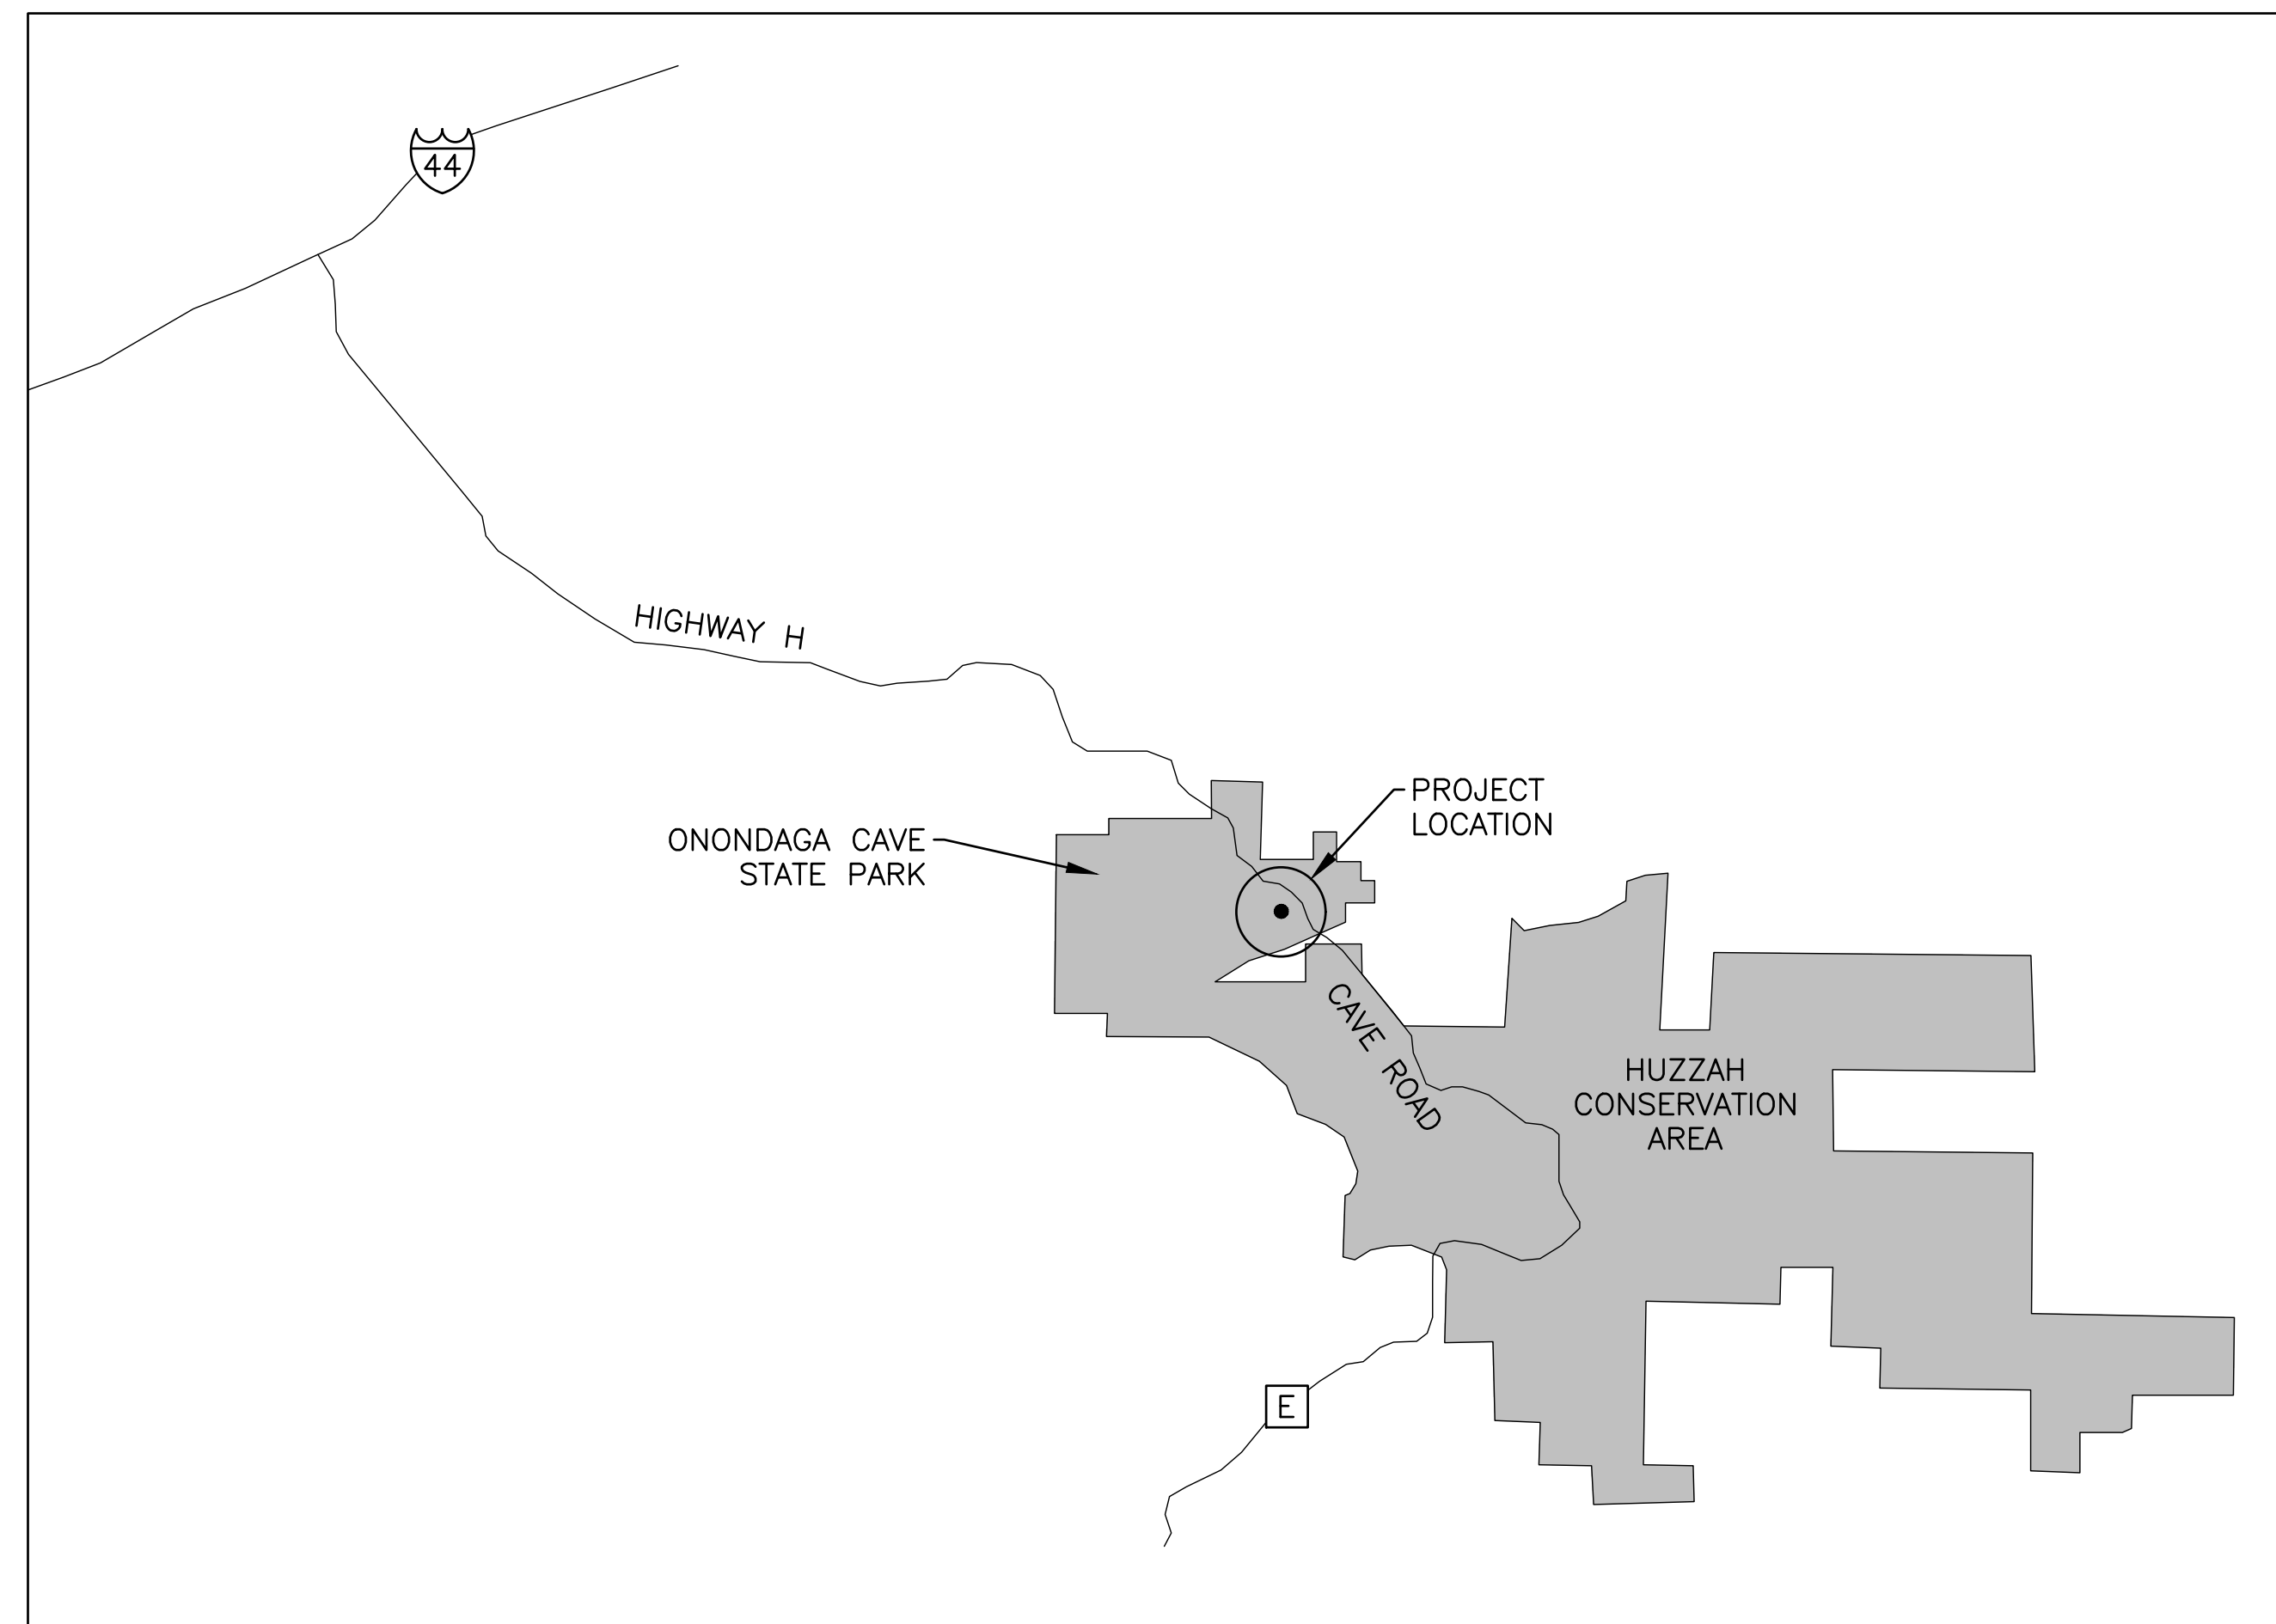 44
HIGHWAY H
PROJECT
LOCATION
ONONDAGA CAVE
STATE PARK
CAVE ROAD
HUZZAH
CONSERVATION
AREA
E